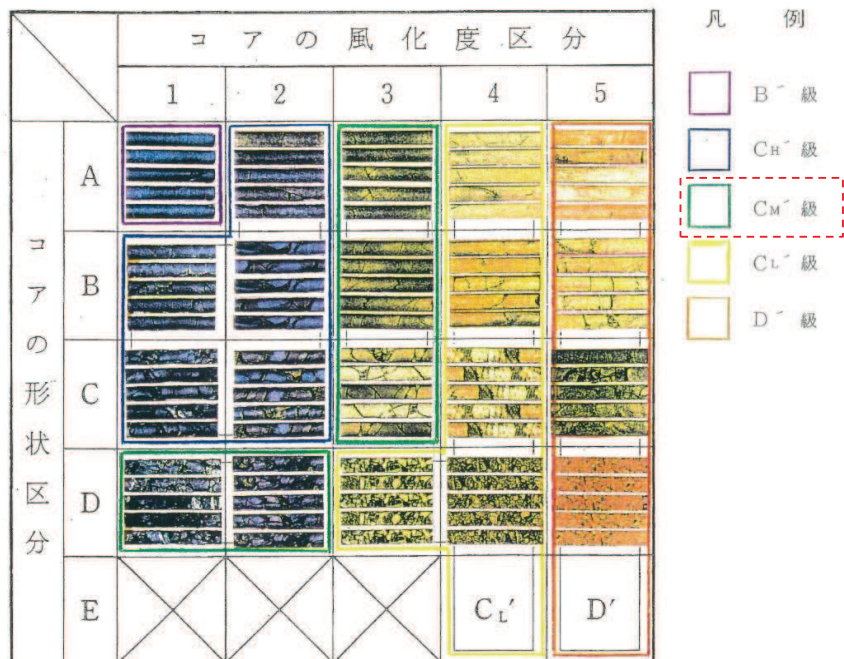 コアの風化度区分
1 2 3 4 5
コアの形状区分
A
B
C
D
E CL′ D′
凡 例
B´ 級
CH´ 級
CM´ 級
CL´ 級
D´ 級